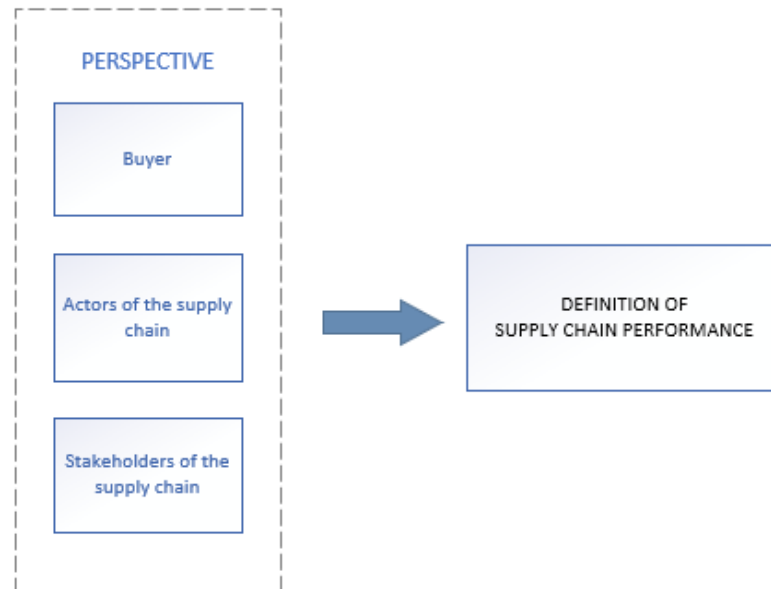 PERSPECTIVE
Buyer
Actors of the supply
chain
Stakeholders of the
supply chain
DEFINITION OF
SUPPLY CHAIN PERFORMANCE